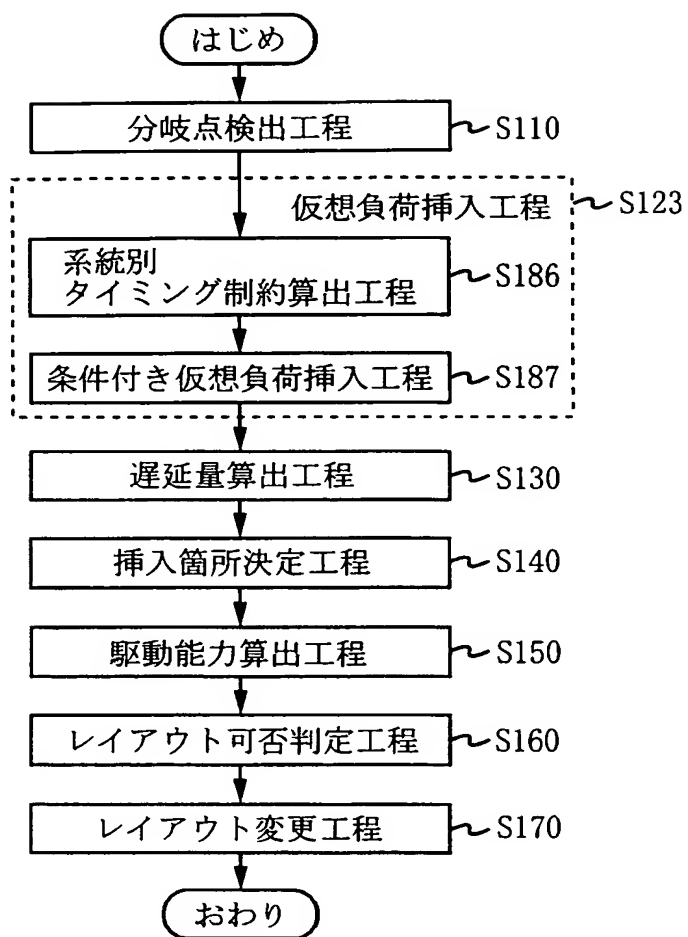 はじめ
分岐点検出工程 S110
仮想負荷挿入工程 S123
系統別
タイミング制約算出工程 S186
条件付き仮想負荷挿入工程 S187
遅延量算出工程 S130
挿入箇所決定工程 S140
駆動能力算出工程 S150
レイアウト可否判定工程 S160
レイアウト変更工程 S170
おわり